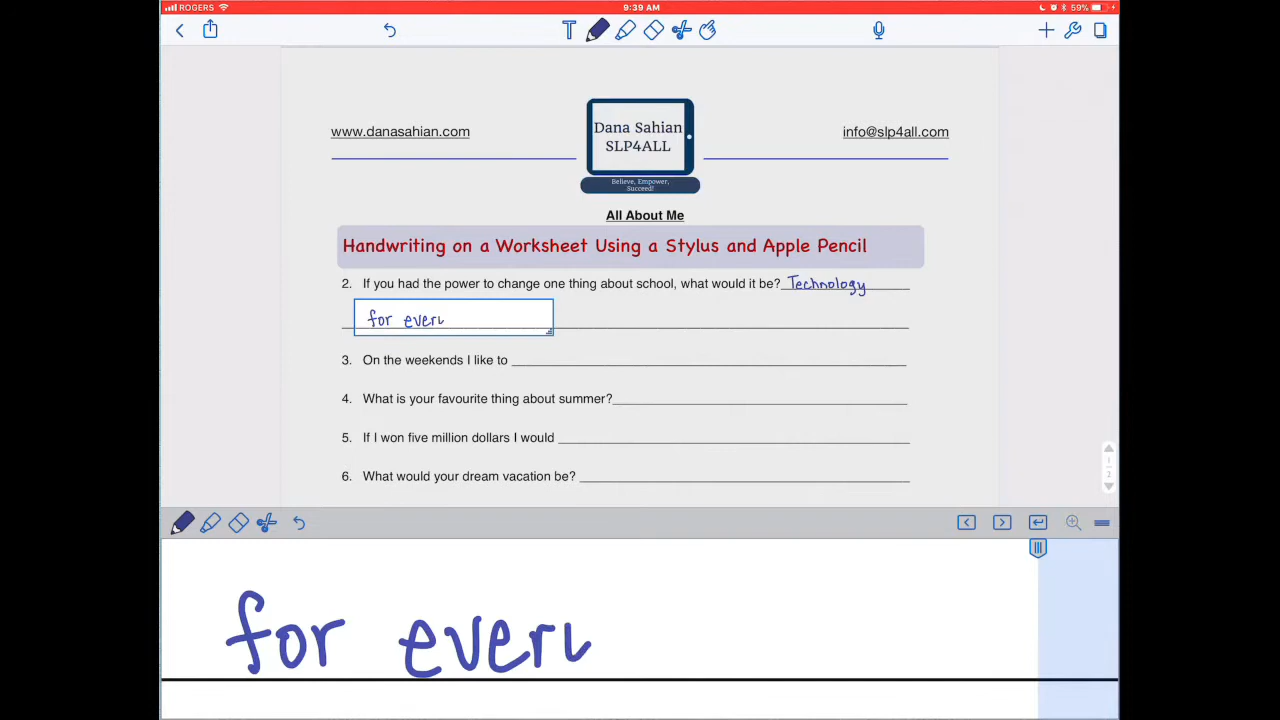 ROGERS 9:39 AM 59%
T
www.danasahian.com Dana Sahian info@slp4all.com
SLP4ALL
Believe, Empower,
Succeed!
All About Me
Handwriting on a Worksheet Using a Stylus and Apple Pencil
2. If you had the power to change one thing about school, what would it be? Technology
for
3. On the weekends I like to
4. What is your favourite thing about summer?
5. If I won five million dollars I would
6. What would your dream vacation be?
1
2
for